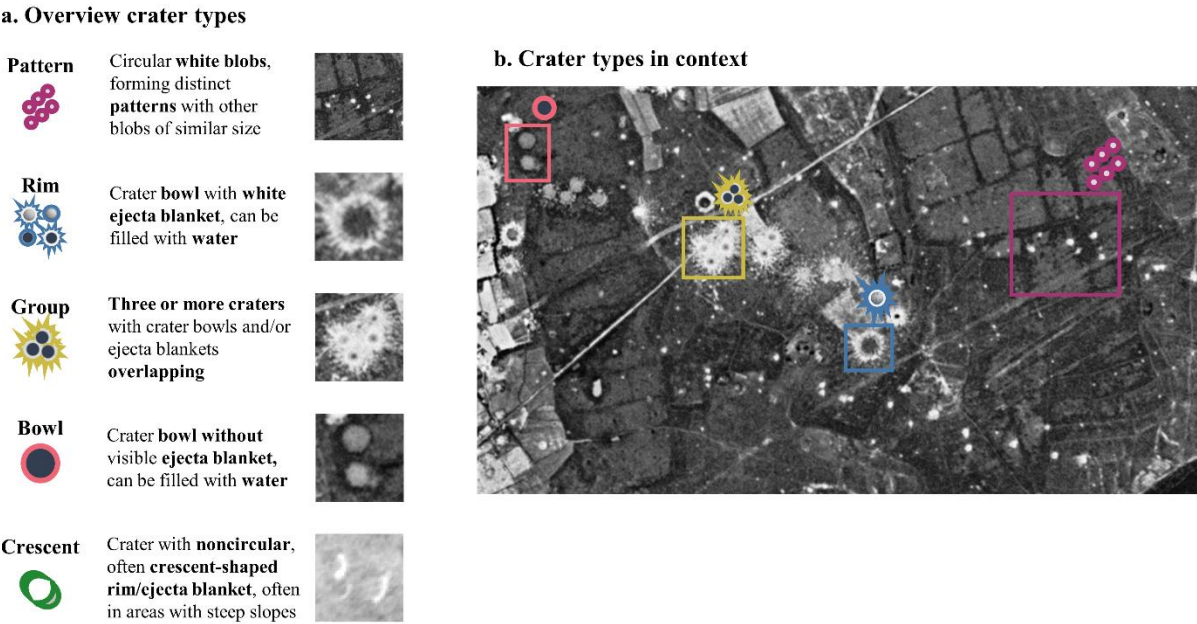 a. Overview crater types
Pattern
Circular white blobs,
forming distinct
patterns with other
blobs of similar size
Rim
Crater bowl with white
ejecta blanket, can be
filled with water
Group
Three or more craters
with crater bowls and/or
ejecta blankets
overlapping
Bowl
Crater bowl without
visible ejecta blanket,
can be filled with water
Crescent
Crater with noncircular,
often crescent-shaped
rim/ejecta blanket, often
in areas with steep slopes
b. Crater types in context